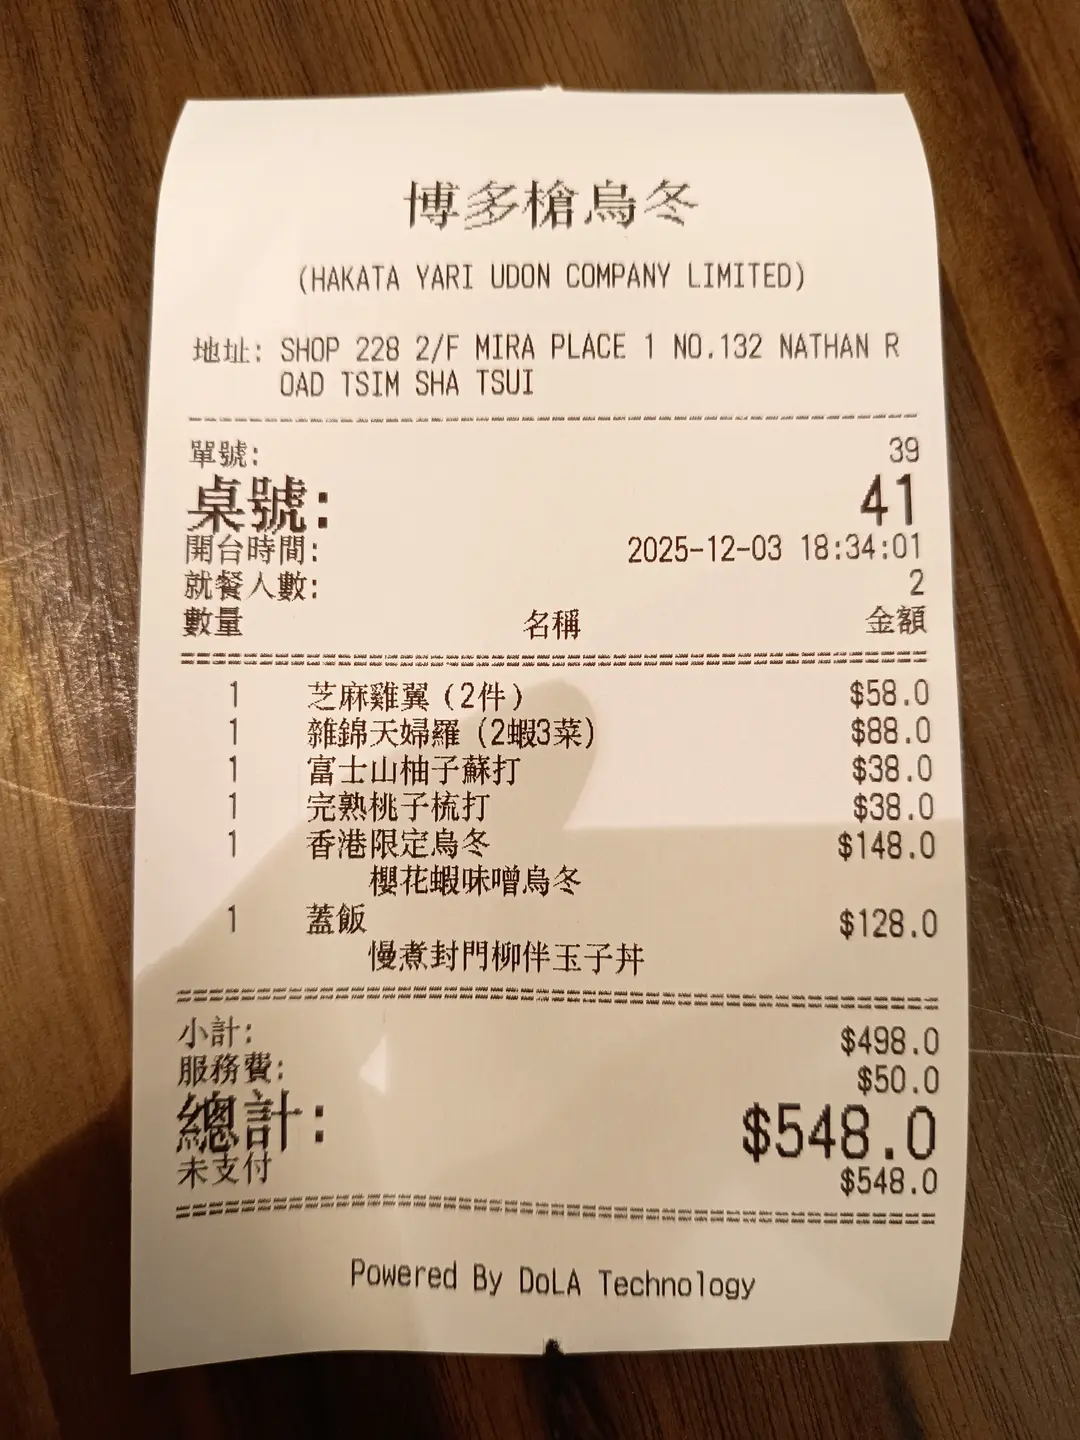 博多槍烏冬
(HAKATA YARI UDON COMPANY LIMITED)
地址: SHOP 228 2/F MIRA PLACE 1 NO.132 NATHAN R
OAD TSIM SHA TSUI
單號: 39
桌號: 41
開台時間: 2025-12-03 18:34:01
就餐人數: 2
數量 名稱 金額
1 芝麻雞翼 (2件) $58.0
1 雜錦天婦羅 (2蝦3菜) $88.0
1 富士山柚子蘇打 $38.0
1 完熟桃子梳打 $38.0
1 香港限定烏冬 $148.0
櫻花蝦味噌烏冬
1 蓋飯 $128.0
慢煮封門柳伴玉子丼
小計: $498.0
服務費: $50.0
總計: $548.0
未支付 $548.0
Powered By DoLA Technology